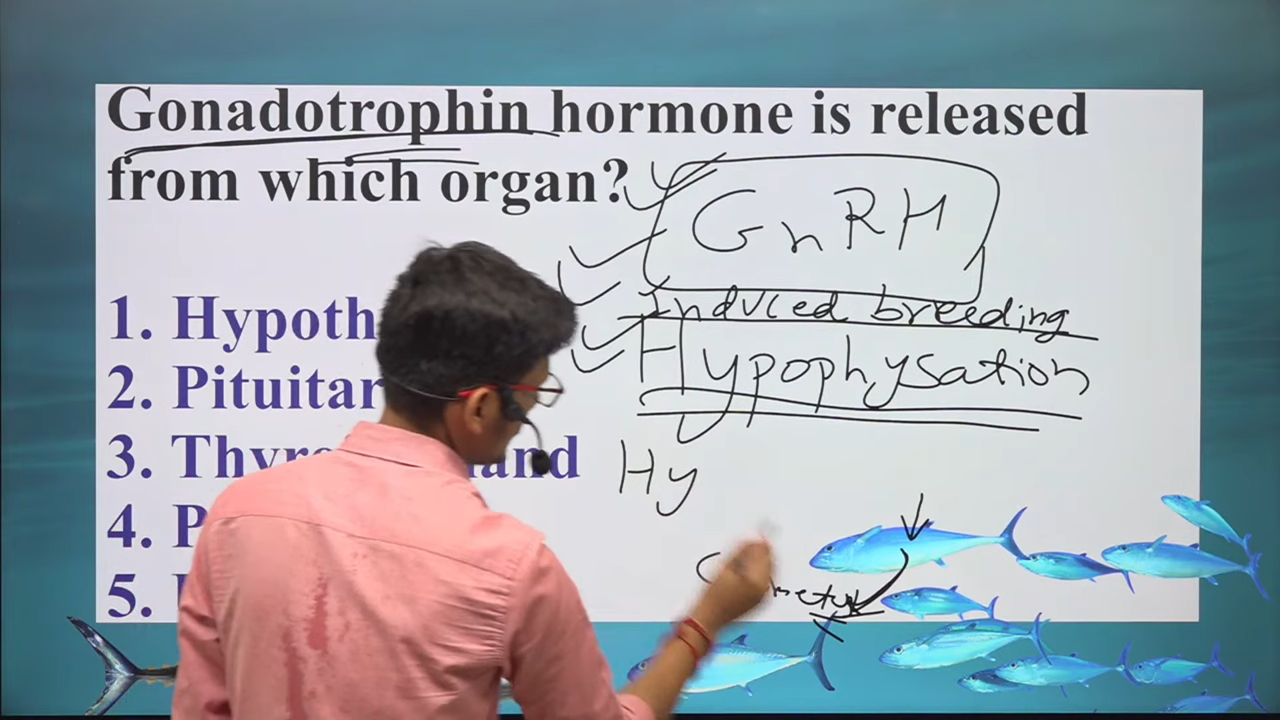 Gonadotrophin hormone is released
from which organ?
GnRH
1. Hypoth
Induced breeding
2. Pituitar
Hypophysation
3. Thyro and
Hy
4. P
5.